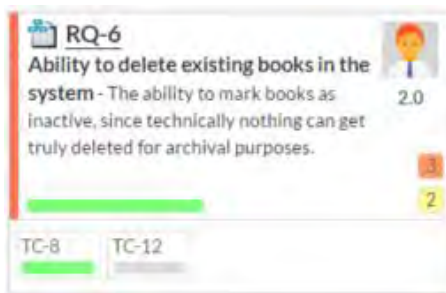 RQ-6
Ability to delete existing books in the
system - The ability to mark books as
inactive, since technically nothing can get
truly deleted for archival purposes.
2.0
3
2
TC-8 TC-12